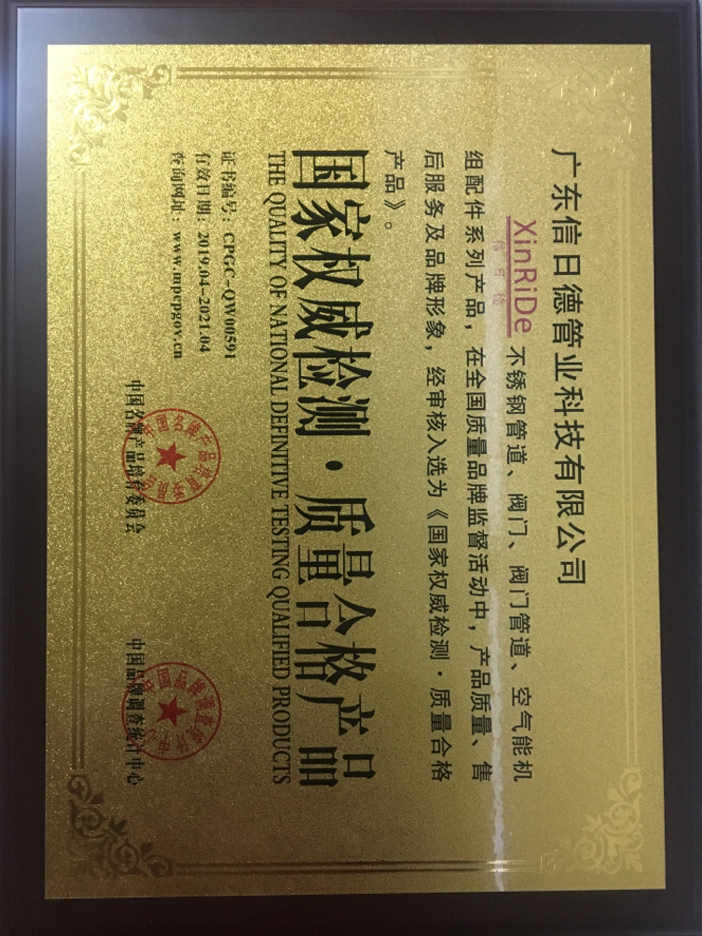 广东信日德管业科技有限公司
XinRiDe 不锈钢管道、阀门、阀门管道、空气能机
信日德
组配件系列产品，在全国质量品牌监督活动中，产品质量、售
后服务及品牌形象，经审核入选为《国家权威检测·质量合格
产品》。
国家权威检测·质量合格产品
THE QUALITY OF NATIONAL DEFINITIVE TESTING QUALIFIED PRODUCTS
证书编号：CPGC-QW00591
有效日期：2019.04-2021.04
查询网址：www.mpcpgov.cn
中国名牌产品培育委员会
中国品牌调查统计中心